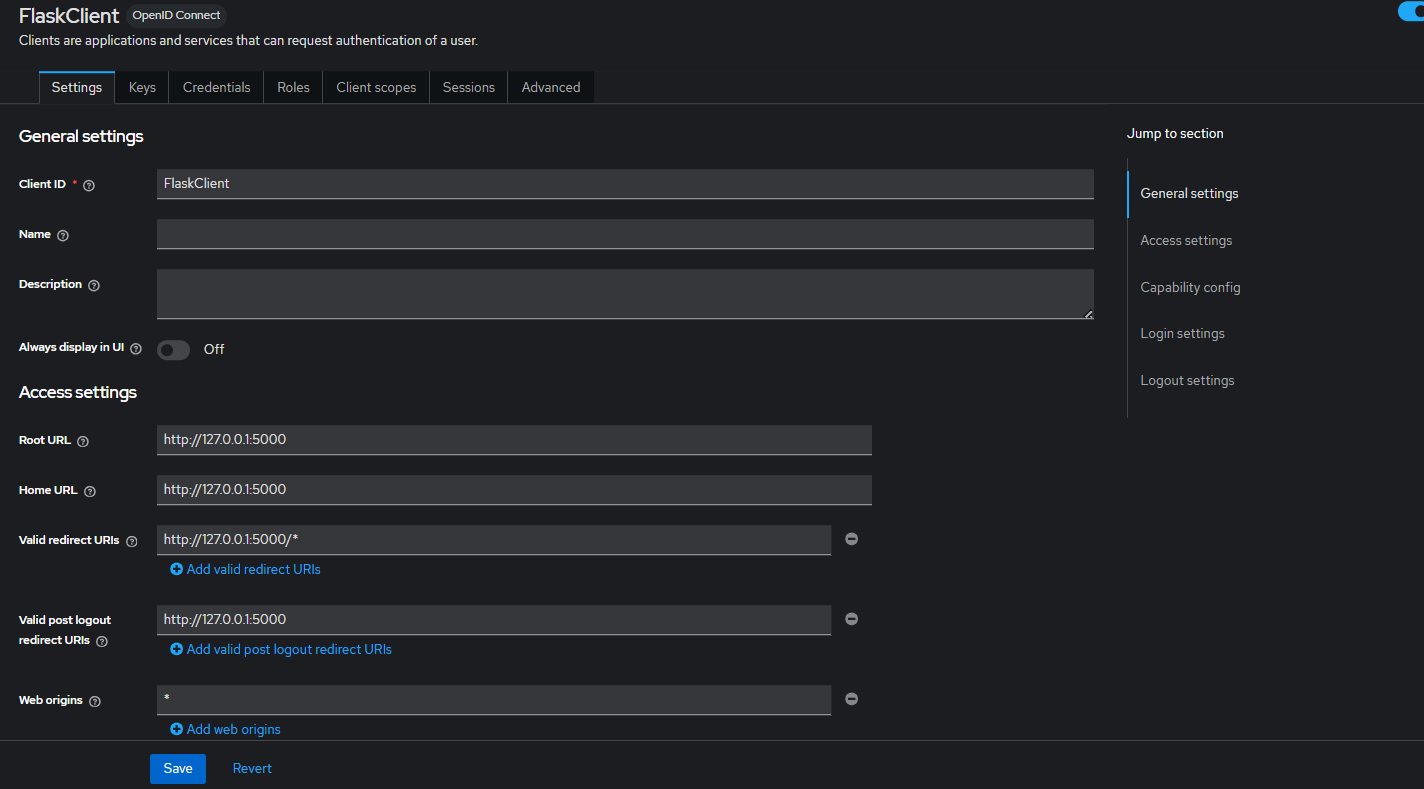 FlaskClient OpenID Connect
Clients are applications and services that can request authentication of a user.
Settings Keys Credentials Roles Client scopes Sessions Advanced
General settings
Jump to section
Client ID * FlaskClient
General settings
Name
Access settings
Description
Capability config
Login settings
Always display in UI Off
Logout settings
Access settings
Root URL http://127.0.0.1:5000
Home URL http://127.0.0.1:5000
Valid redirect URIs http://127.0.0.1:5000/*
Add valid redirect URIs
Valid post logout
redirect URIs
http://127.0.0.1:5000
Add valid post logout redirect URIs
Web origins *
Add web origins
Save Revert